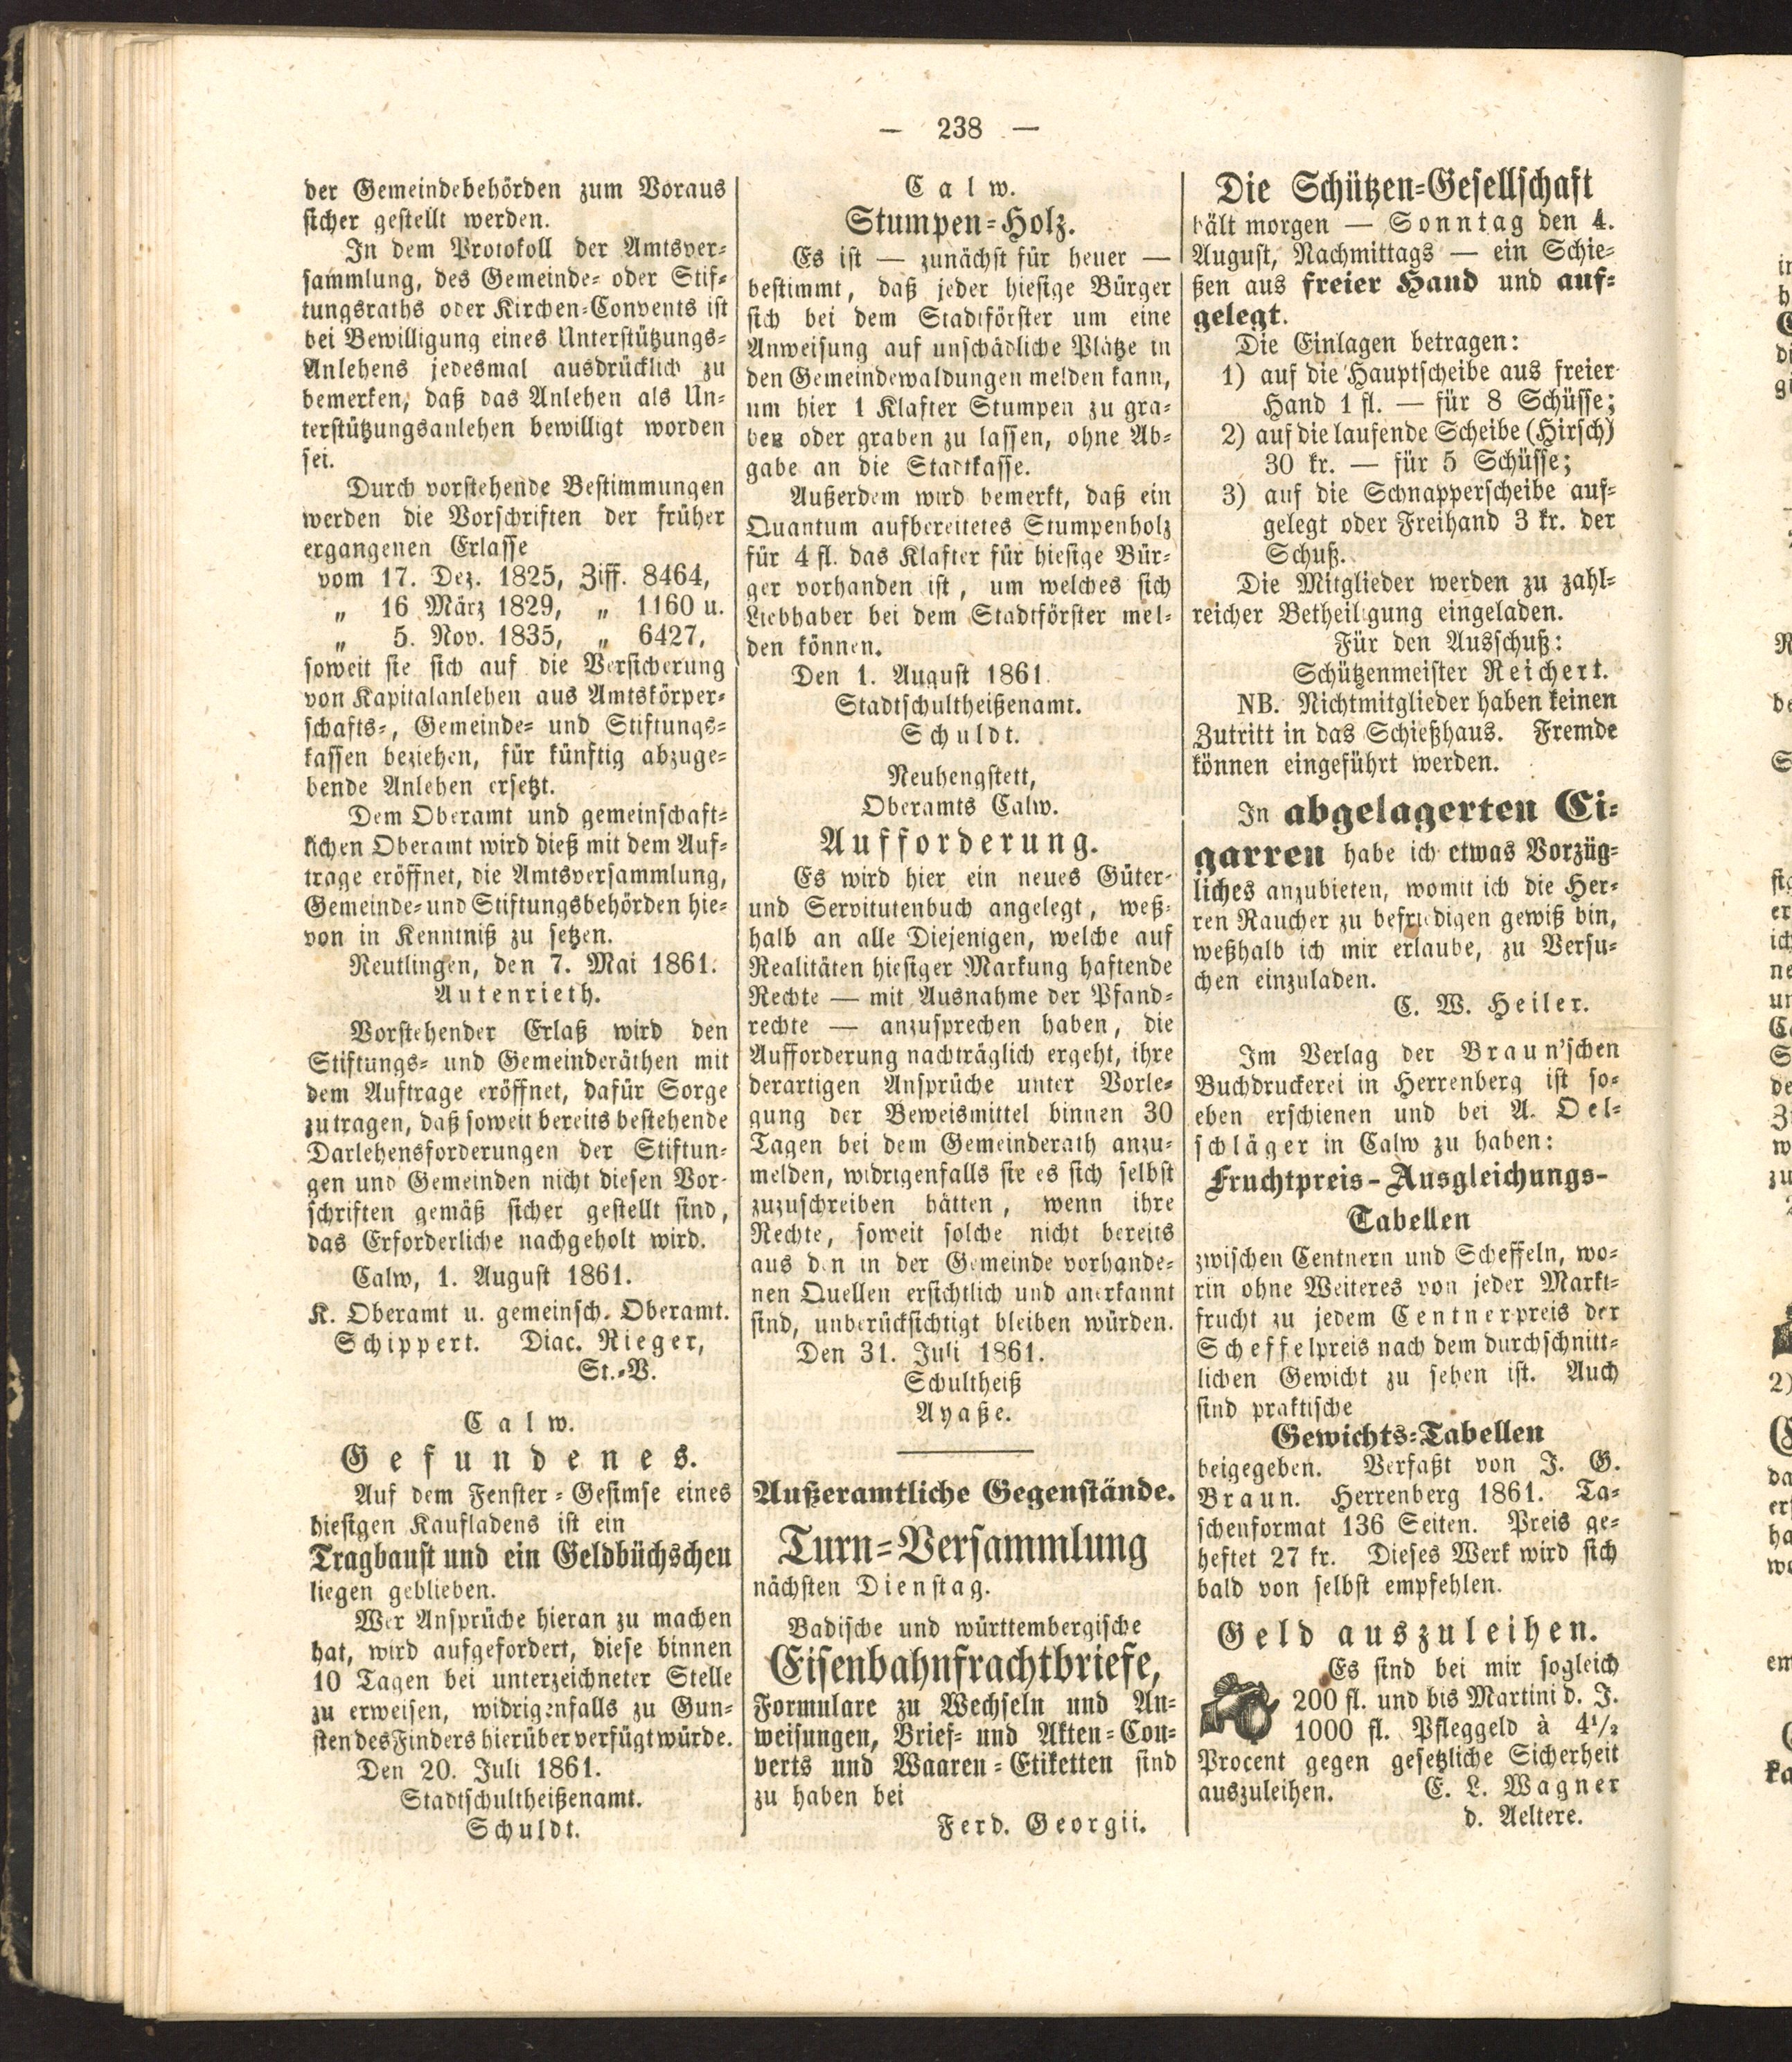 — 238 —
der Gemeindebehörden zum Voraus
sicher gestellt werden.
In dem Protokoll der Amtsver-
sammlung, des Gemeinde- oder Stif-
tungsraths oder Kirchen-Convents ist
bei Bewilligung eines Unterstützungs-
Anlehens jedesmal ausdrücklich zu
bemerken, daß das Anlehen als Un-
terstützungsanlehen bewilligt worden
sei.
Durch vorstehende Bestimmungen
werden die Vorschriften der früher
ergangenen Erlasse
vom 17. Dez. 1825, Ziff. 8464,
„ 16 März 1829, „ 1160 u.
„ 5. Nov. 1835, „ 6427,
soweit sie sich auf die Versicherung
von Kapitalanlehen aus Amtskörper-
schafts-, Gemeinde- und Stiftungs-
kassen beziehen, für künftig abzuge-
bende Anlehen ersetzt.
Dem Oberamt und gemeinschaft-
lichen Oberamt wird dieß mit dem Auf-
trage eröffnet, die Amtsversammlung,
Gemeinde- und Stiftungsbehörden hie-
von in Kenntniß zu setzen.
Reutlingen, den 7. Mai 1861.
Autenrieth.
Vorstehender Erlaß wird den
Stiftungs- und Gemeinderäthen mit
dem Auftrage eröffnet, dafür Sorge
zu tragen, daß soweit bereits bestehende
Darlehensforderungen der Stiftun-
gen und Gemeinden nicht diesen Vor-
schriften gemäß sicher gestellt sind,
das Erforderliche nachgeholt wird.
Calw, 1. August 1861.
K. Oberamt u. gemeinsch. Oberamt.
Schippert. Diac. Rieger,
St.-V.
Calw.
Gefundenes.
Auf dem Fenster-Gesimse eines
hiesigen Kaufladens ist ein
Tragbaust und ein Geldbüchschen
liegen geblieben.
Wer Ansprüche hieran zu machen
hat, wird aufgefordert, diese binnen
10 Tagen bei unterzeichneter Stelle
zu erweisen, widrigenfalls zu Gun-
sten des Finders hierüber verfügt würde.
Den 20. Juli 1861.
Stadtschultheißenamt.
Schuldt.
Calw.
Stumpen-Holz.
Es ist — zunächst für heuer —
bestimmt, daß jeder hiesige Bürger
sich bei dem Stadtförster um eine
Anweisung auf unschädliche Plätze in
den Gemeindewaldungen melden kann,
um hier 1 Klafter Stumpen zu gra-
ben oder graben zu lassen, ohne Ab-
gabe an die Stadtkasse.
Außerdem wird bemerkt, daß ein
Quantum aufbereitetes Stumpenholz
für 4 fl. das Klafter für hiesige Bür-
ger vorhanden ist, um welches sich
Liebhaber bei dem Stadtförster mel-
den können.
Den 1. August 1861.
Stadtschultheißenamt.
Schuldt.
Neuhengstett,
Oberamts Calw.
Aufforderung.
Es wird hier ein neues Güter-
und Servitutenbuch angelegt, weß-
halb an alle Diejenigen, welche auf
Realitäten hiesiger Markung haftende
Rechte — mit Ausnahme der Pfand-
rechte — anzusprechen haben, die
Aufforderung nachträglich ergeht, ihre
derartigen Ansprüche unter Vorle-
gung der Beweismittel binnen 30
Tagen bei dem Gemeinderath anzu-
melden, widrigenfalls sie es sich selbst
zuzuschreiben hätten, wenn ihre
Rechte, soweit solche nicht bereits
aus den in der Gemeinde vorhande-
nen Quellen ersichtlich und anerkannt
sind, unberücksichtigt bleiben würden.
Den 31. Juli 1861.
Schultheiß
Ayaße.
Außeramtliche Gegenstände.
Turn-Versammlung
nächsten Dienstag.
Badische und württembergische
Eisenbahnfrachtbriefe,
Formulare zu Wechseln und An-
weisungen, Brief- und Akten-Cou-
verts und Waaren-Etiketten sind
zu haben bei
Ferd. Georgii.
Die Schützen-Gesellschaft
hält morgen — Sonntag den 4.
August, Nachmittags — ein Schie-
ßen aus freier Hand und auf-
gelegt.
Die Einlagen betragen:
1) auf die Hauptscheibe aus freier
Hand 1 fl. — für 8 Schüsse;
2) auf die laufende Scheibe (Hirsch)
30 kr. — für 5 Schüsse;
3) auf die Schnapperscheibe auf-
gelegt oder Freihand 3 kr. der
Schuß.
Die Mitglieder werden zu zahl-
reicher Betheiligung eingeladen.
Für den Ausschuß:
Schützenmeister Reichert.
NB. Nichtmitglieder haben keinen
Zutritt in das Schießhaus. Fremde
können eingeführt werden.
In abgelagerten Ci-
garren habe ich etwas Vorzüg-
liches anzubieten, womit ich die Her-
ren Raucher zu befriedigen gewiß bin,
weßhalb ich mir erlaube, zu Versu-
chen einzuladen.
C. W. Heiler.
Im Verlag der Braun'schen
Buchdruckerei in Herrenberg ist so-
eben erschienen und bei A. Oel-
schläger in Calw zu haben:
Fruchtpreis-Ausgleichungs-
Tabellen
zwischen Centnern und Scheffeln, wo-
rin ohne Weiteres von jeder Markt-
frucht zu jedem Centnerpreis der
Scheffelpreis nach dem durchschnitt-
lichen Gewicht zu sehen ist. Auch
sind praktische
Gewichts-Tabellen
beigegeben. Verfaßt von J. G.
Braun. Herrenberg 1861. Ta-
schenformat 136 Seiten. Preis ge-
heftet 27 kr. Dieses Werk wird sich
bald von selbst empfehlen.
Geld auszuleihen.
Es sind bei mir sogleich
200 fl. und bis Martini d. J.
1000 fl. Pfleggeld à 4½
Procent gegen gesetzliche Sicherheit
auszuleihen. E. L. Wagner
d. Aeltere.